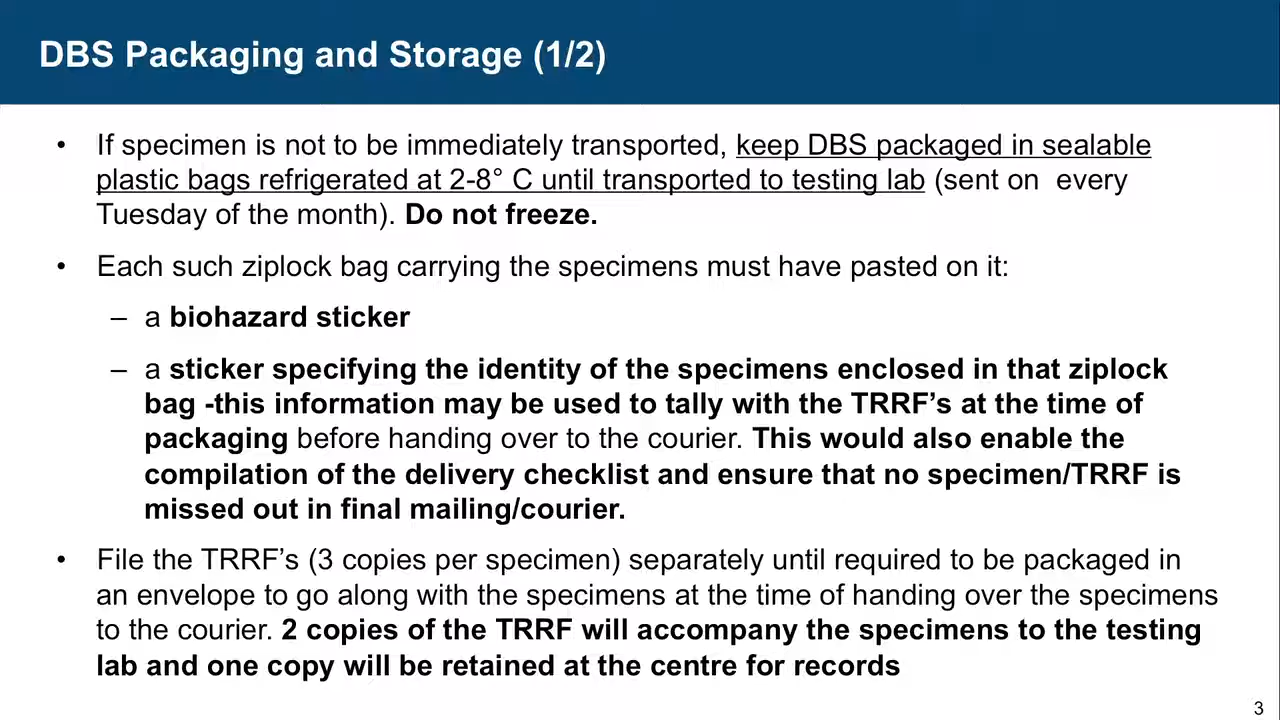 DBS Packaging and Storage (1/2)
• If specimen is not to be immediately transported, keep DBS packaged in sealable
plastic bags refrigerated at 2-8° C until transported to testing lab (sent on  every
Tuesday of the month). Do not freeze.
• Each such ziplock bag carrying the specimens must have pasted on it:
– a biohazard sticker
– a sticker specifying the identity of the specimens enclosed in that ziplock
bag -this information may be used to tally with the TRRF’s at the time of
packaging before handing over to the courier. This would also enable the
compilation of the delivery checklist and ensure that no specimen/TRRF is
missed out in final mailing/courier.
• File the TRRF’s (3 copies per specimen) separately until required to be packaged in
an envelope to go along with the specimens at the time of handing over the specimens
to the courier. 2 copies of the TRRF will accompany the specimens to the testing
lab and one copy will be retained at the centre for records
3